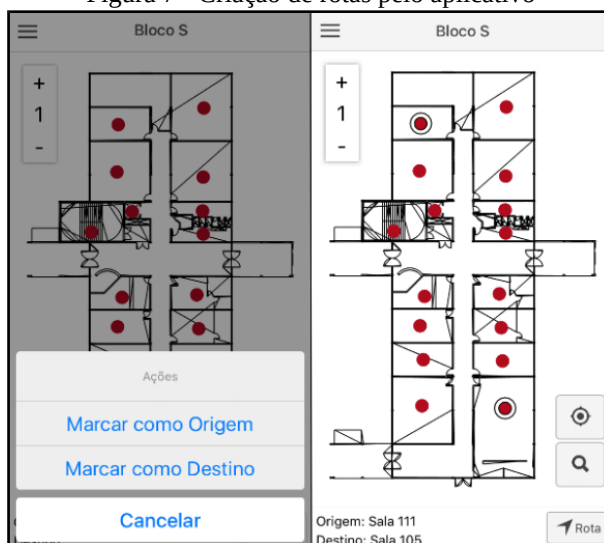 Figura 7 - Criação de rotas pelo aplicativo
Bloco S
+
1
-
Ações
Marcar como Origem
Marcar como Destino
Cancelar
Bloco S
+
1
-
Origem: Sala 111
Destino: Sala 105
Rota